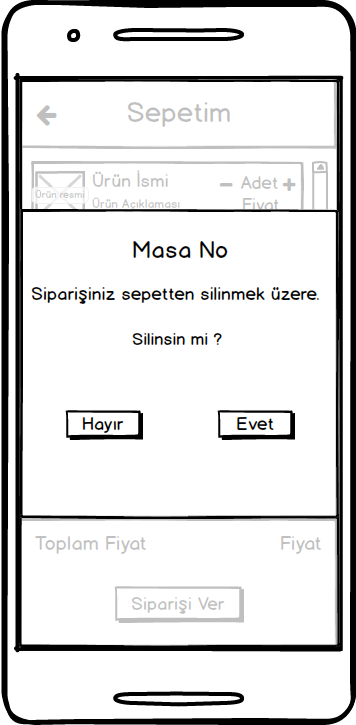 Sepetim
Ürün resmi
Ürün İsmi
Adet
Ürün Açıklaması
Fiyat
Masa No
Siparişiniz sepetten silinmek üzere.
Silinsin mi ?
Hayır
Evet
Toplam Fiyat
Fiyat
Siparişi Ver